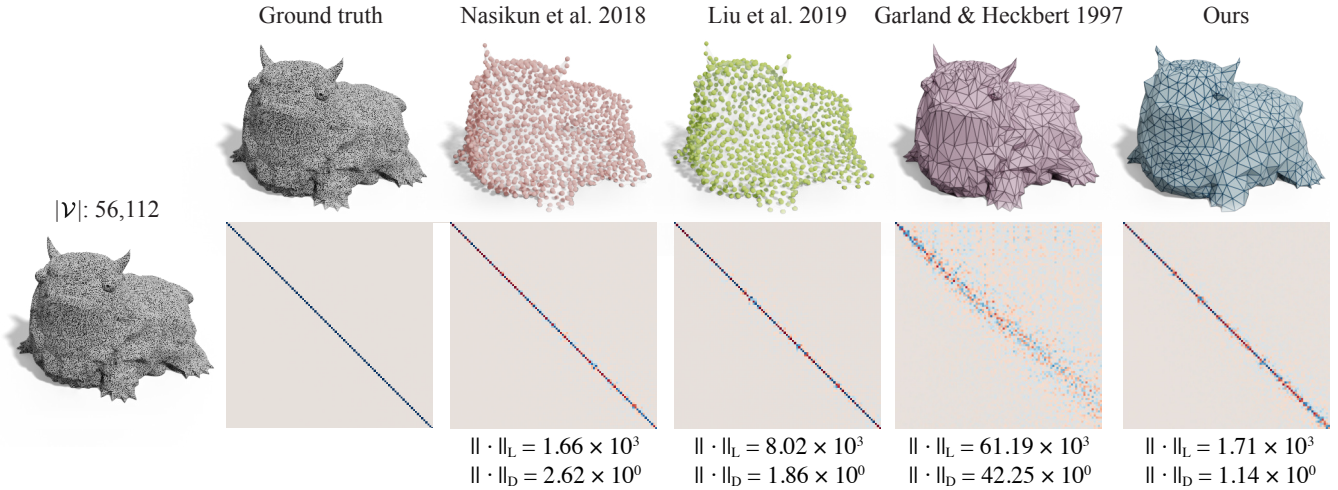 Ground truth
Nasikun et al. 2018
Liu et al. 2019
Garland & Heckbert 1997
Ours
|𝒱|: 56,112
‖ · ‖L = 1.66 × 10³
‖ · ‖D = 2.62 × 10⁰
‖ · ‖L = 8.02 × 10³
‖ · ‖D = 1.86 × 10⁰
‖ · ‖L = 61.19 × 10³
‖ · ‖D = 42.25 × 10⁰
‖ · ‖L = 1.71 × 10³
‖ · ‖D = 1.14 × 10⁰